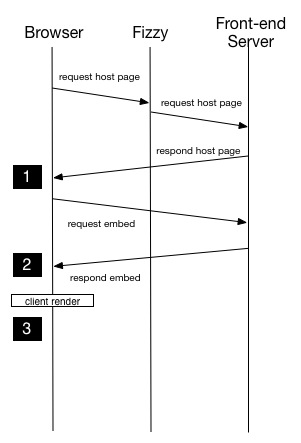 Browser
Fizzy
Front-end
Server
request host page
request host page
respond host page
1
request embed
2
respond embed
client render
3